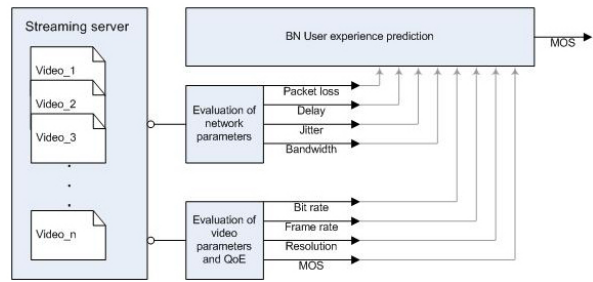 Streaming server
Video_1
Video_2
Video_3
.
.
.
Video_n
BN User experience prediction
MOS
Evaluation of
network
parameters
Packet loss
Delay
Jitter
Bandwidth
Evaluation of
video
parameters
and QoE
Bit rate
Frame rate
Resolution
MOS